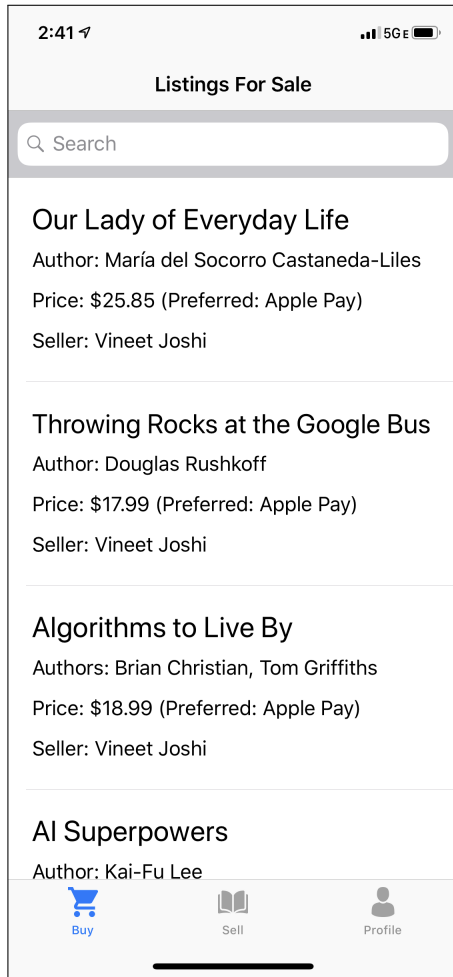 2:41 5GE
Listings For Sale
Search
Our Lady of Everyday Life
Author: María del Socorro Castaneda-Liles
Price: $25.85 (Preferred: Apple Pay)
Seller: Vineet Joshi
Throwing Rocks at the Google Bus
Author: Douglas Rushkoff
Price: $17.99 (Preferred: Apple Pay)
Seller: Vineet Joshi
Algorithms to Live By
Authors: Brian Christian, Tom Griffiths
Price: $18.99 (Preferred: Apple Pay)
Seller: Vineet Joshi
AI Superpowers
Author: Kai-Fu Lee
Buy Sell Profile